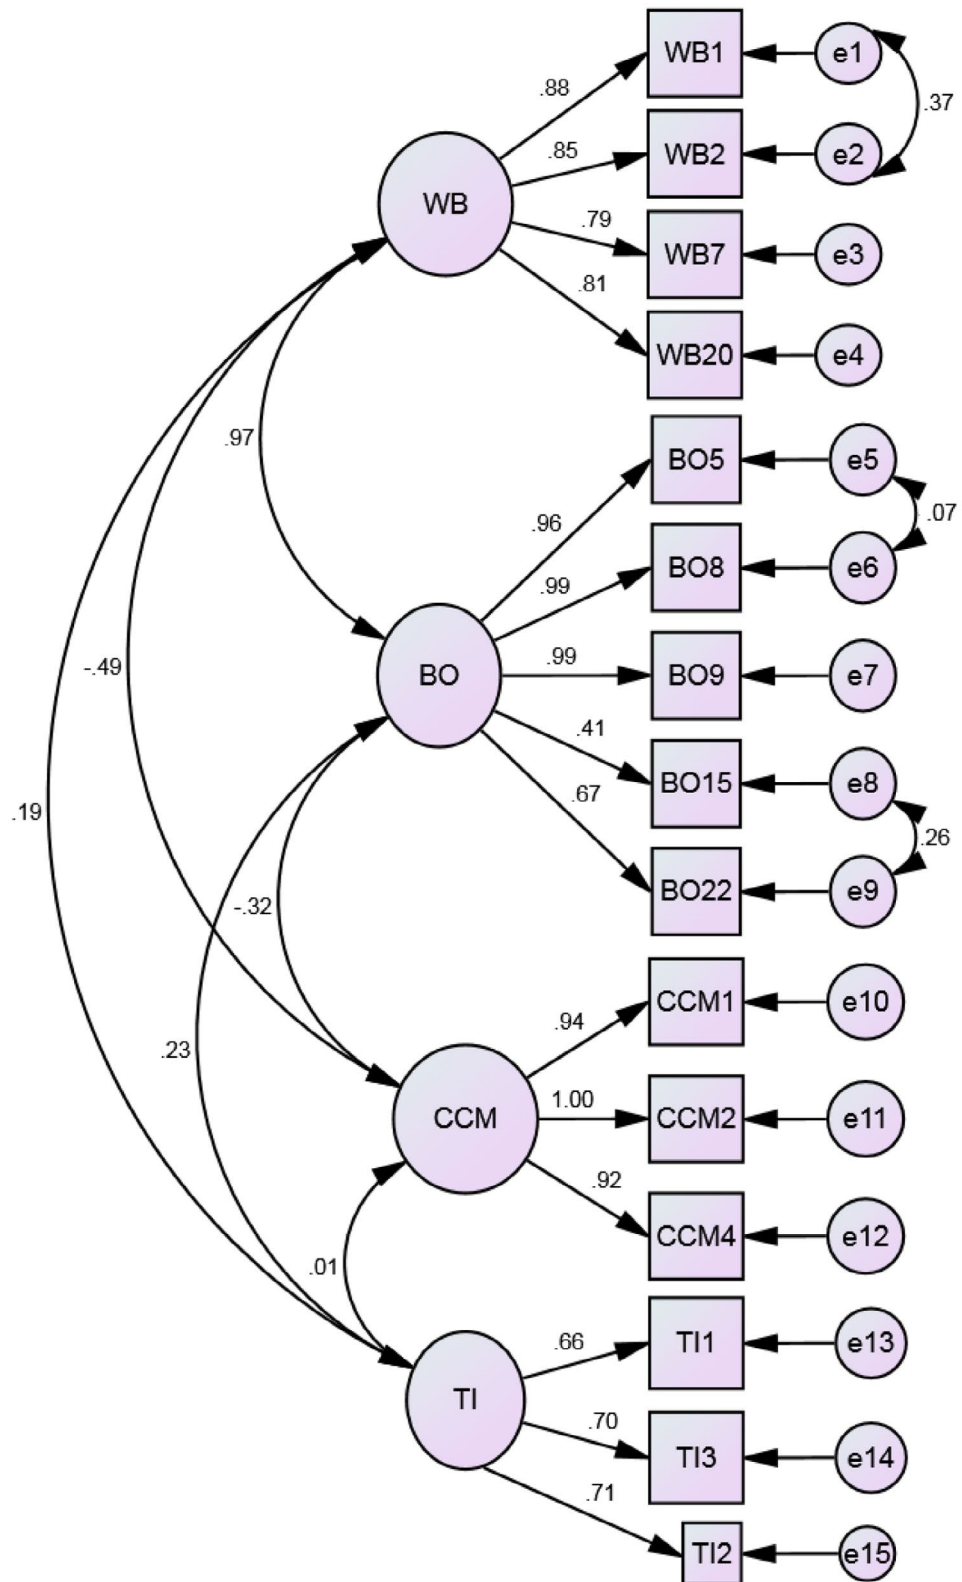 WB1
e1
.88
.37
WB2
e2
.85
WB
.79
WB7
e3
.81
WB20
e4
.97
BO5
e5
.96
.07
BO8
e6
.99
-.49
BO
.99
BO9
e7
.41
BO15
e8
.67
.19
.26
BO22
e9
-.32
CCM1
e10
.94
.23
CCM
1.00
CCM2
e11
.92
CCM4
e12
.01
.66
TI1
e13
TI
.70
TI3
e14
.71
TI2
e15